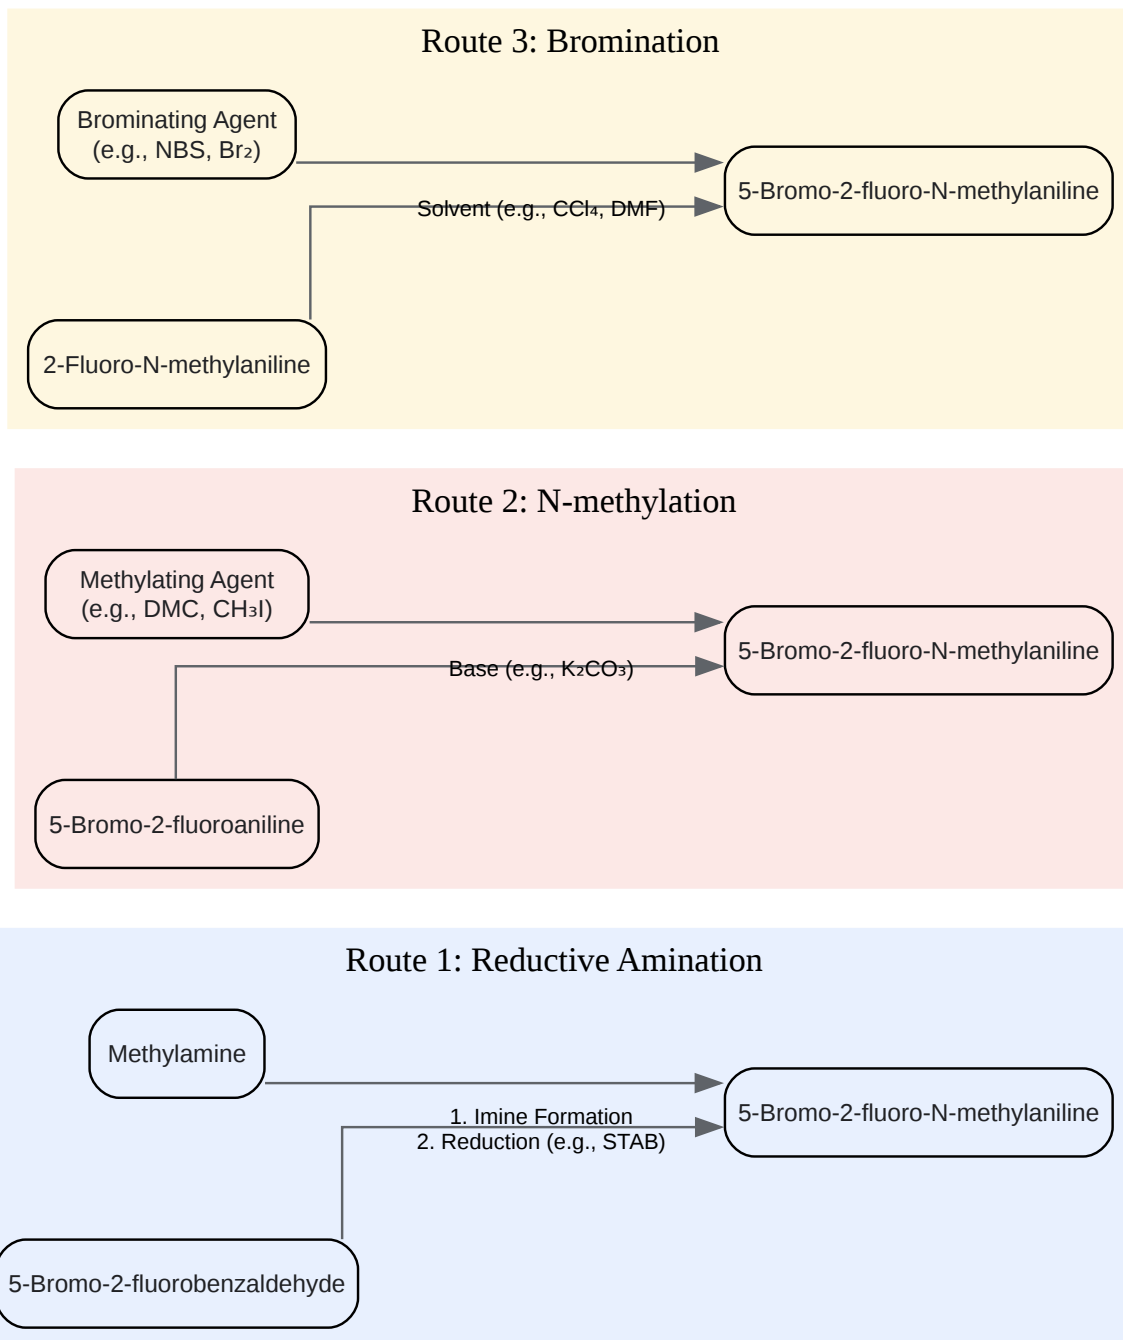 Route 3: Bromination
Brominating Agent
(e.g., NBS, Br₂)
5-Bromo-2-fluoro-N-methylaniline
Solvent (e.g., CCl₄, DMF)
2-Fluoro-N-methylaniline
Route 2: N-methylation
Methylating Agent
(e.g., DMC, CH₃I)
5-Bromo-2-fluoro-N-methylaniline
Base (e.g., K₂CO₃)
5-Bromo-2-fluoroaniline
Route 1: Reductive Amination
Methylamine
5-Bromo-2-fluoro-N-methylaniline
1. Imine Formation
2. Reduction (e.g., STAB)
5-Bromo-2-fluorobenzaldehyde